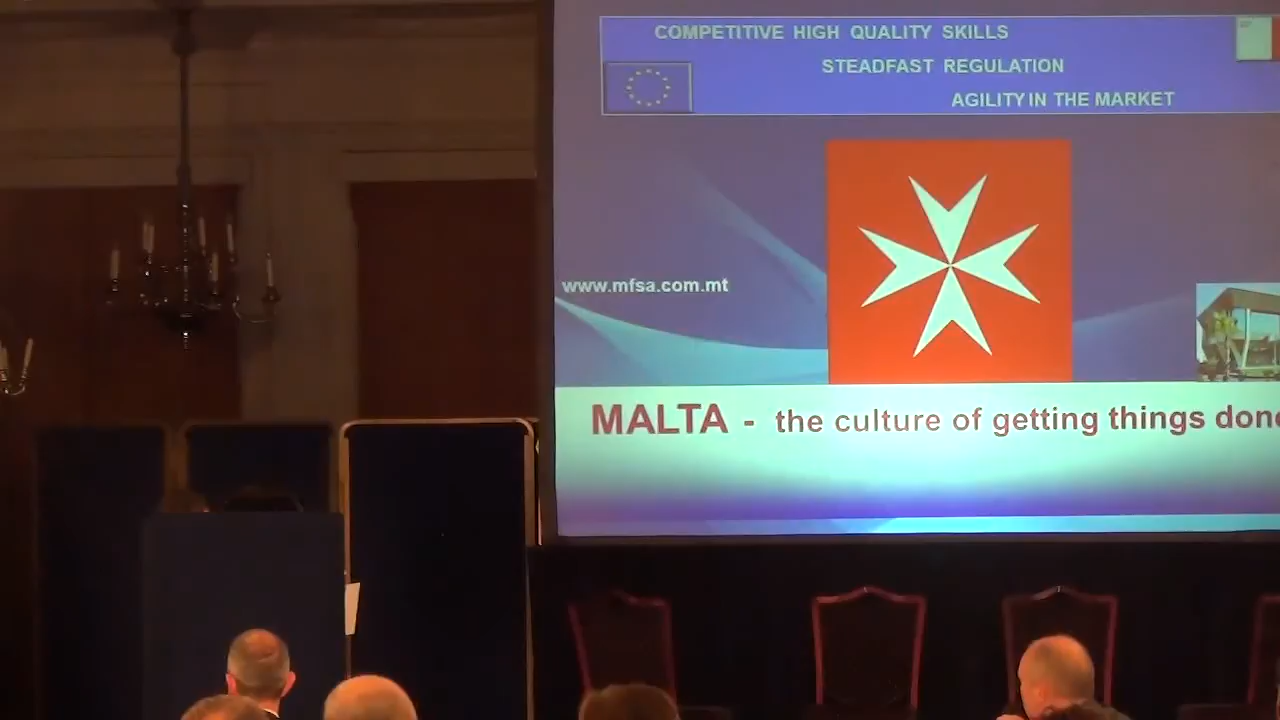 COMPETITIVE HIGH QUALITY SKILLS
STEADFAST REGULATION
AGILITY IN THE MARKET
www.mfsa.com.mt
MALTA - the culture of getting things done